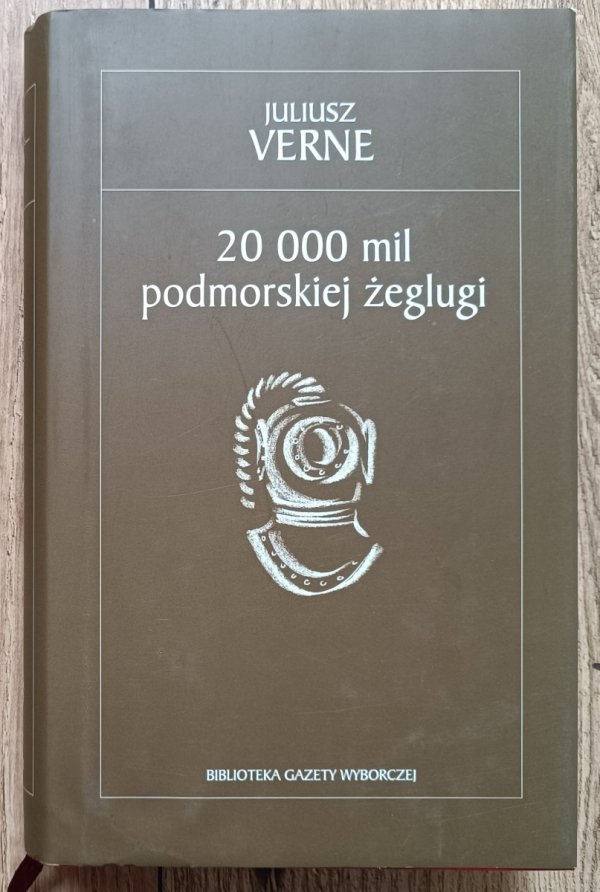 JULIUSZ
VERNE
20 000 mil
podmorskiej żeglugi
BIBLIOTEKA GAZETY WYBORCZEJ